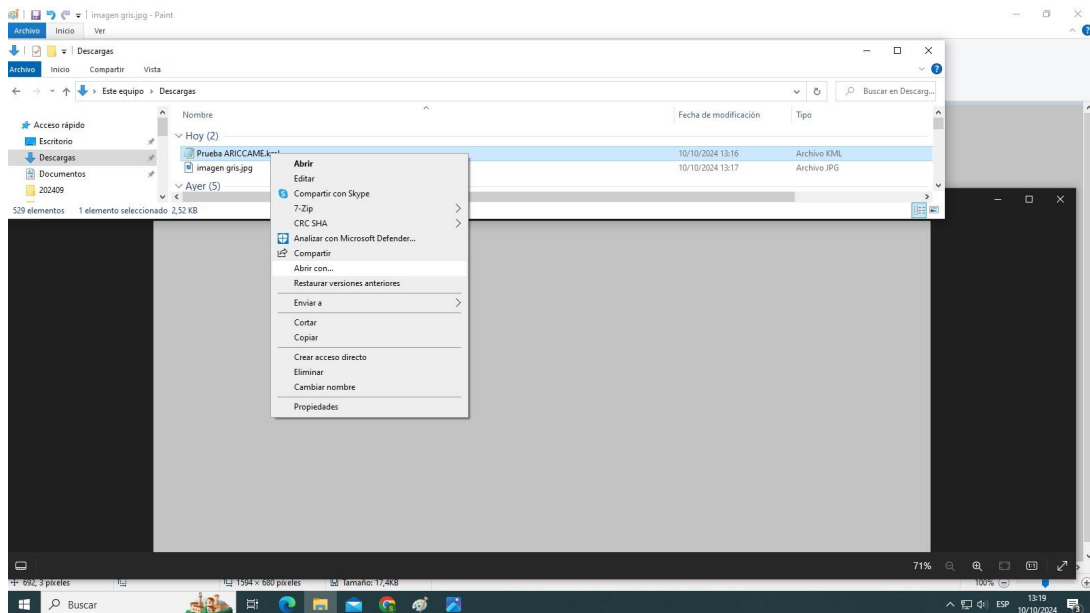 imagen gris.jpg - Paint
Archivo Inicio Ver
Descargas
Archivo Inicio Compartir Vista
Este equipo Descargas Buscar en Descarg...
Nombre Fecha de modificación Tipo
Acceso rápido
Hoy (2)
Escritorio
Prueba ARICCAME.kml 10/10/2024 13:16 Archivo KML
Descargas
imagen gris.jpg 10/10/2024 13:17 Archivo JPG
Documentos
Ayer (5)
202409
529 elementos 1 elemento seleccionado 2,52 KB
Abrir
Editar
Compartir con Skype
7-Zip
CRC SHA
Analizar con Microsoft Defender...
Compartir
Abrir con...
Restaurar versiones anteriores
Enviar a
Cortar
Copiar
Crear acceso directo
Eliminar
Cambiar nombre
Propiedades
71%
692, 3 píxeles 1594 × 680 píxeles Tamaño: 17,4KB 100%
Buscar ESP 13:19
10/10/2024